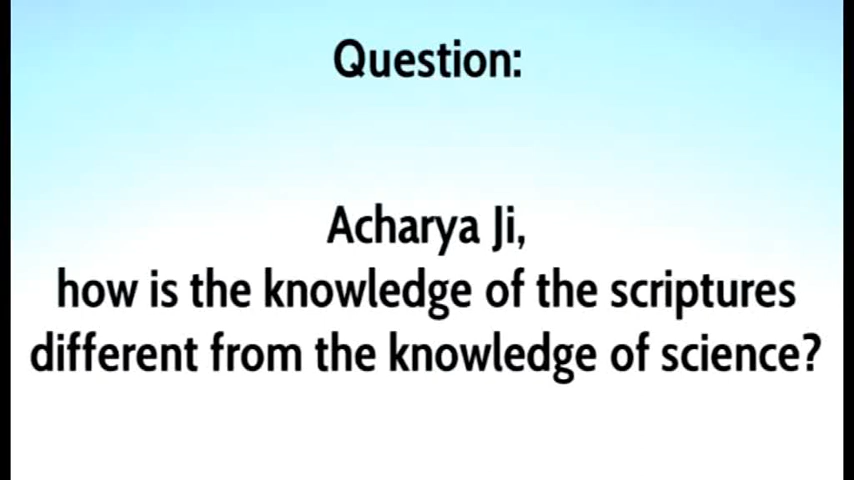 Question:
Acharya Ji,
how is the knowledge of the scriptures
different from the knowledge of science?